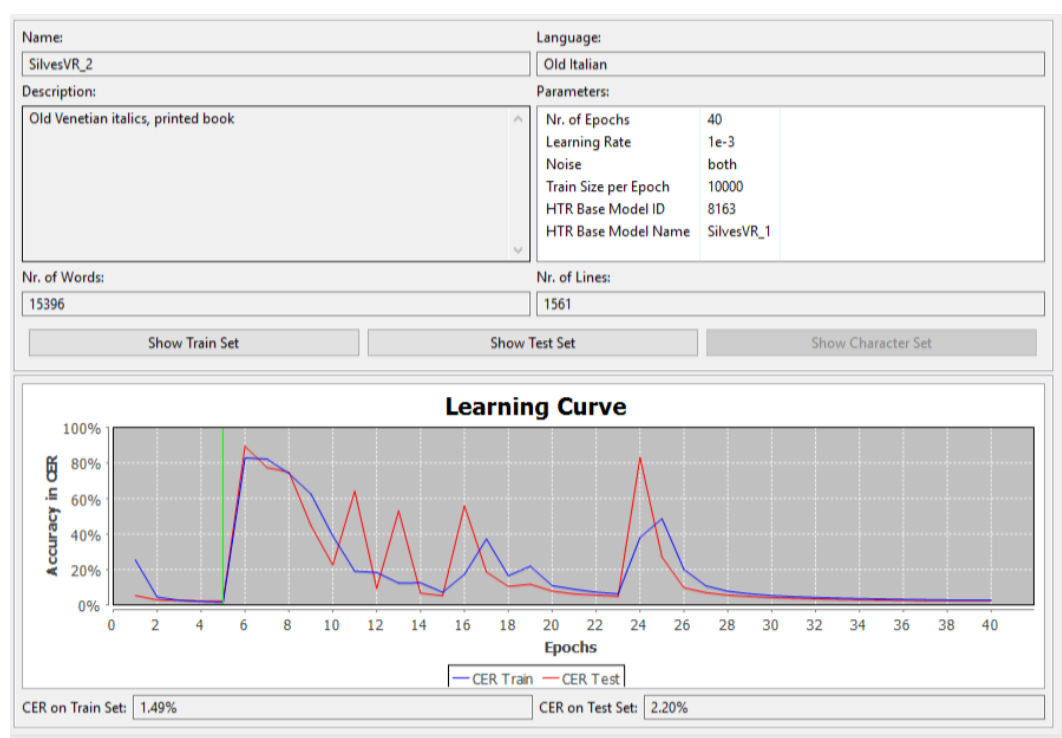 Name:
Language:
SilvesVR_2
Old Italian
Description:
Parameters:
Old Venetian italics, printed book
Nr. of Epochs 40
Learning Rate 1e-3
Noise both
Train Size per Epoch 10000
HTR Base Model ID 8163
HTR Base Model Name SilvesVR_1
Nr. of Words:
Nr. of Lines:
15396
1561
Show Train Set
Show Test Set
Show Character Set
Learning Curve
Accuracy in CER
100%
80%
60%
40%
20%
0%
0 2 4 6 8 10 12 14 16 18 20 22 24 26 28 30 32 34 36 38 40
Epochs
CER Train CER Test
CER on Train Set: 1.49%
CER on Test Set: 2.20%